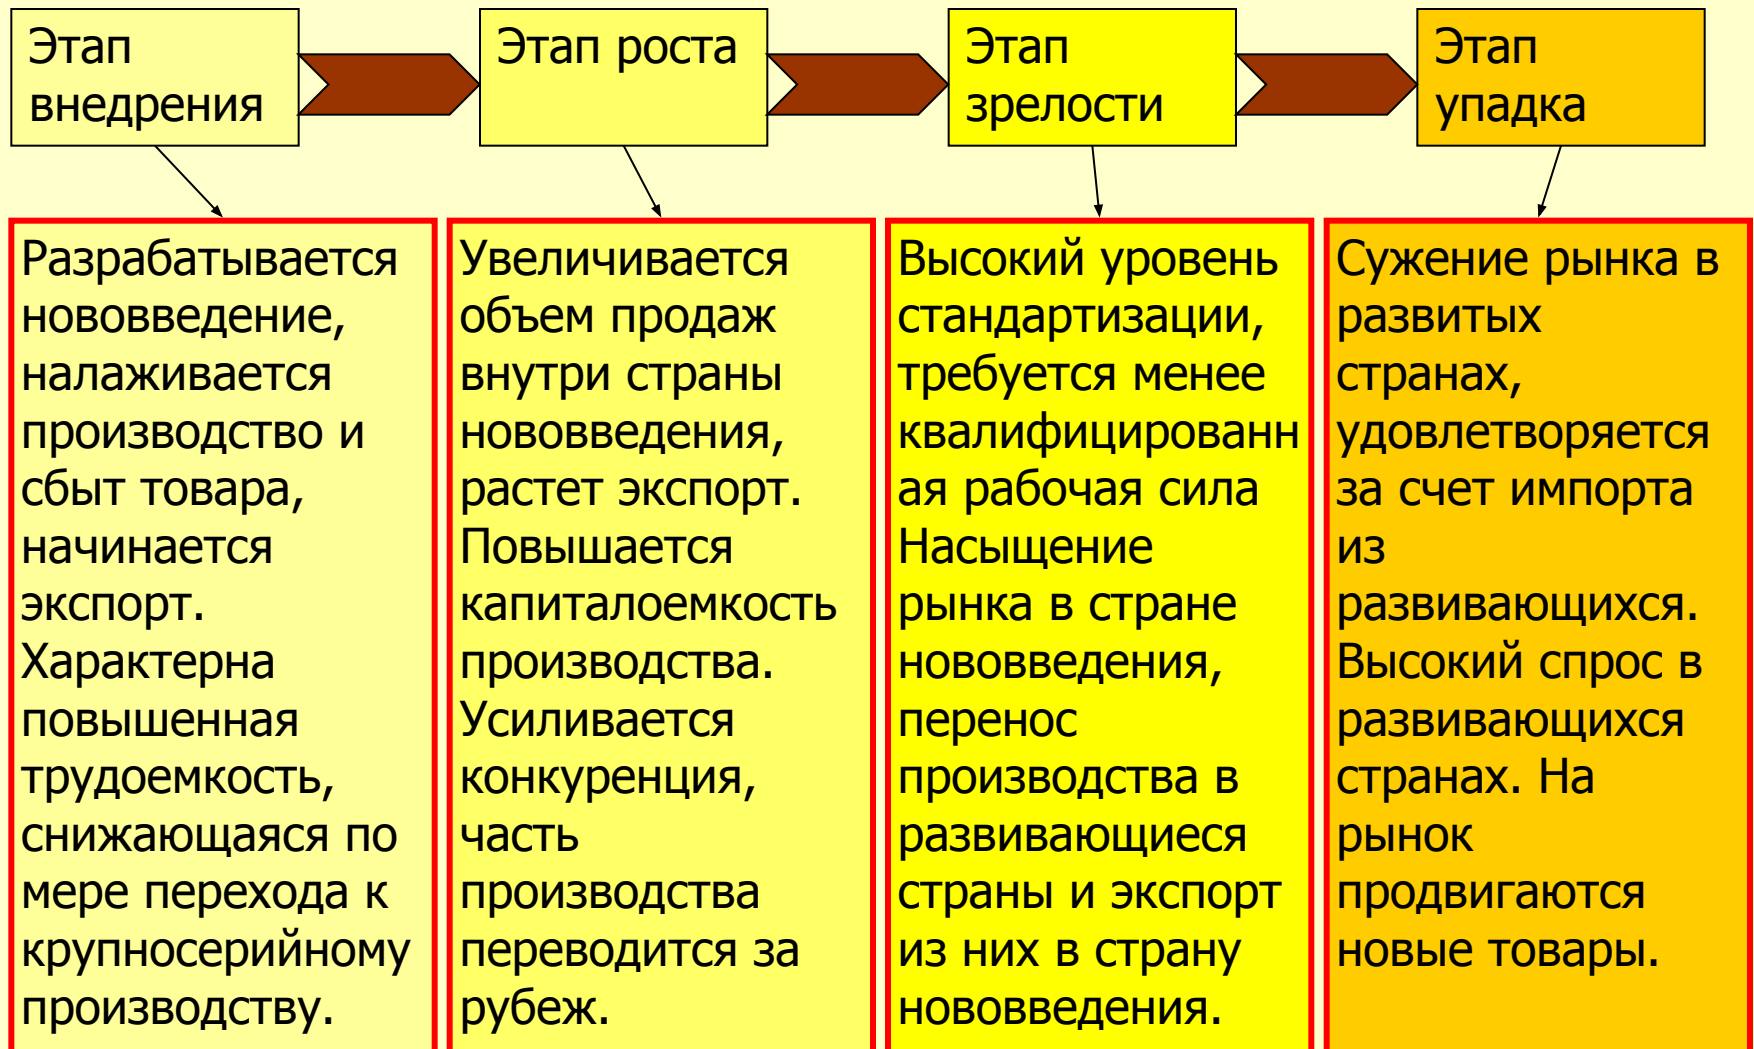 Этап
внедрения
Этап роста
Этап
зрелости
Этап
упадка
Разрабатывается
нововведение,
налаживается
производство и
сбыт товара,
начинается
экспорт.
Характерна
повышенная
трудоемкость,
снижающаяся по
мере перехода к
крупносерийному
производству.
Увеличивается
объем продаж
внутри страны
нововведения,
растет экспорт.
Повышается
капиталоемкость
производства.
Усиливается
конкуренция,
часть
производства
переводится за
рубеж.
Высокий уровень
стандартизации,
требуется менее
квалифицированн
ая рабочая сила
Насыщение
рынка в стране
нововведения,
перенос
производства в
развивающиеся
страны и экспорт
из них в страну
нововведения.
Сужение рынка в
развитых
странах,
удовлетворяется
за счет импорта
из
развивающихся.
Высокий спрос в
развивающихся
странах. На
рынок
продвигаются
новые товары.